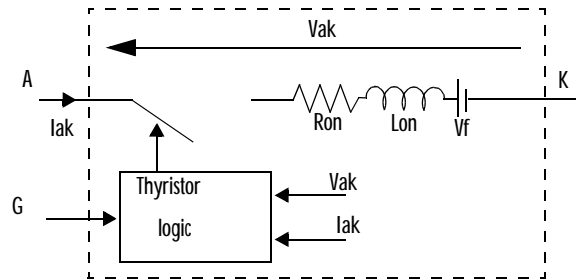 Vak
A
K
Iak
Ron
Lon
Vf
Thyristor
logic
Vak
Iak
G